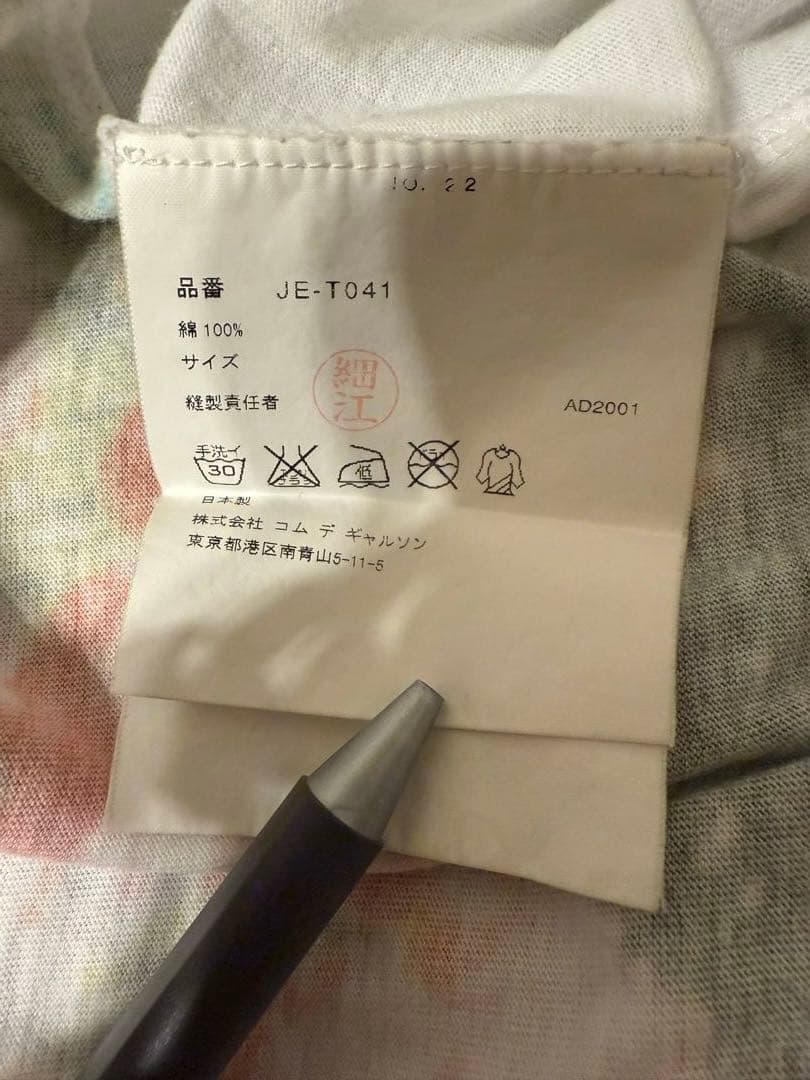 10. 22
品番 JE-T041
綿 100%
サイズ
縫製責任者 細江 AD2001
手洗イ 30 低
日本製
株式会社 コム デ ギャルソン
東京都港区南青山5-11-5